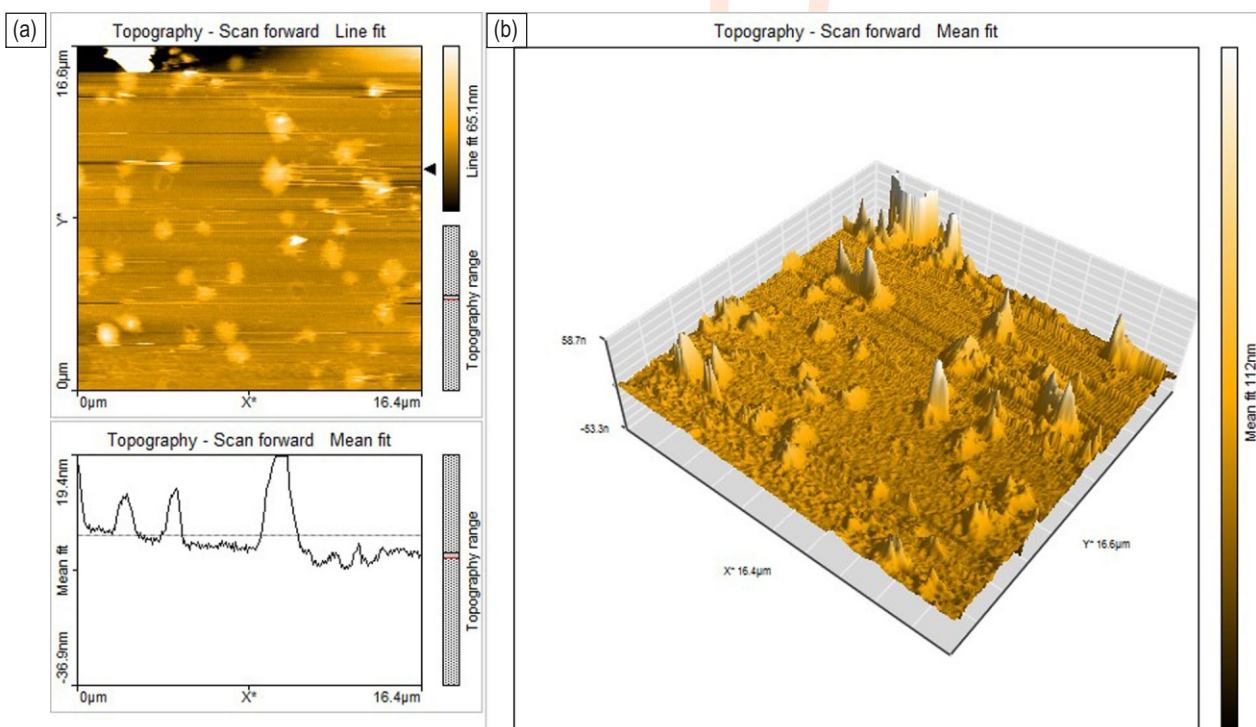 (a)
Topography - Scan forward Line fit
16.6µm
Y*
0µm
0µm X* 16.4µm
Line fit 65.1nm
Topography range
Topography - Scan forward Mean fit
19.4nm
Mean fit
-36.9nm
0µm X* 16.4µm
Topography range
(b)
Topography - Scan forward Mean fit
58.7n
-53.3n
X* 16.4µm
Y* 16.6µm
Mean fit 112nm